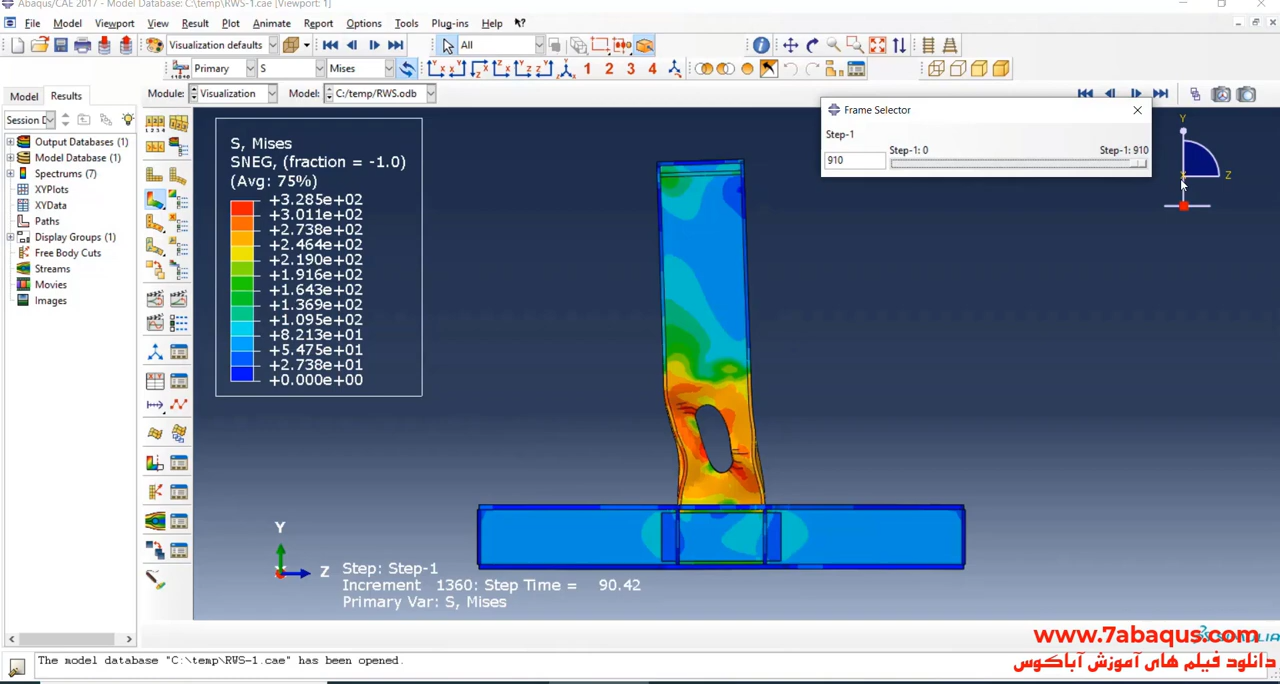 Abaqus/CAE 2017 - Model Database: C:\temp\RWS-1.cae [Viewport: 1]
File Model Viewport View Result Plot Animate Report Options Tools Plug-ins Help
Visualization defaults All
Primary S Mises 1 2 3 4
Model Results Module: Visualization Model: C:/temp/RWS.odb
Session D
Output Databases (1)
Model Database (1)
Spectrums (7)
XYPlots
XYData
Paths
Display Groups (1)
Free Body Cuts
Streams
Movies
Images
S, Mises
SNEG, (fraction = -1.0)
(Avg: 75%)
+3.285e+02
+3.011e+02
+2.738e+02
+2.464e+02
+2.190e+02
+1.916e+02
+1.643e+02
+1.369e+02
+1.095e+02
+8.213e+01
+5.475e+01
+2.738e+01
+0.000e+00
Frame Selector
Step-1
910 Step-1: 0 Step-1: 910
Y
X Z
Y
Z
Step: Step-1
Increment 1360: Step Time = 90.42
Primary Var: S, Mises
www.7abaqus.com
دانلود فیلم های آموزش آباکوس
The model database "C:\temp\RWS-1.cae" has been opened.